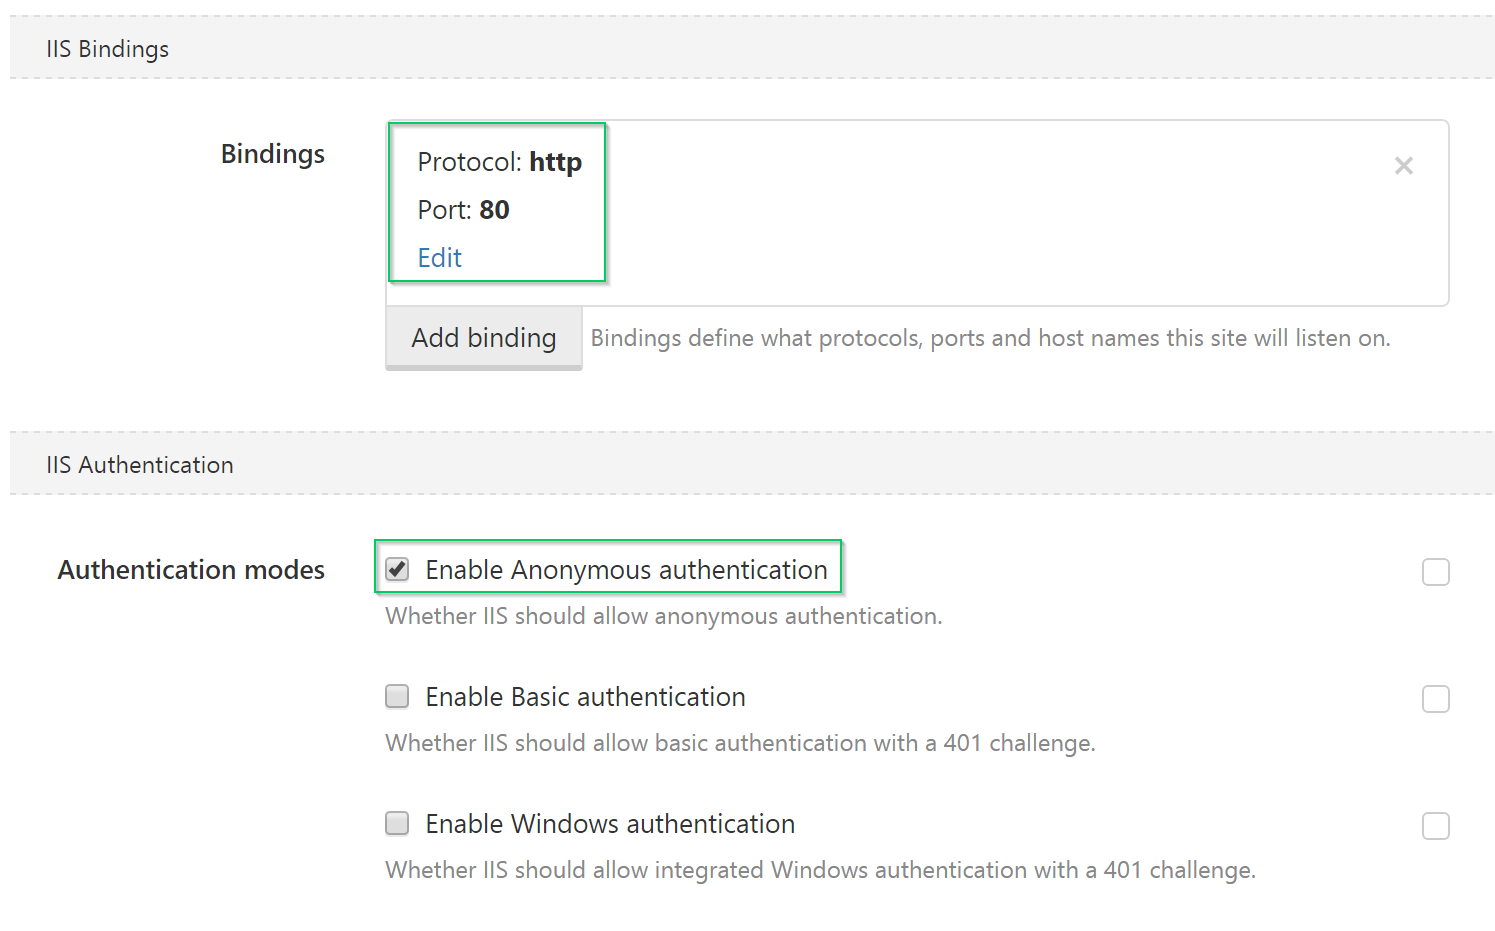 IIS Bindings
Bindings
Protocol: http
Port: 80
Edit
Add binding
Bindings define what protocols, ports and host names this site will listen on.
IIS Authentication
Authentication modes
Enable Anonymous authentication
Whether IIS should allow anonymous authentication.
Enable Basic authentication
Whether IIS should allow basic authentication with a 401 challenge.
Enable Windows authentication
Whether IIS should allow integrated Windows authentication with a 401 challenge.